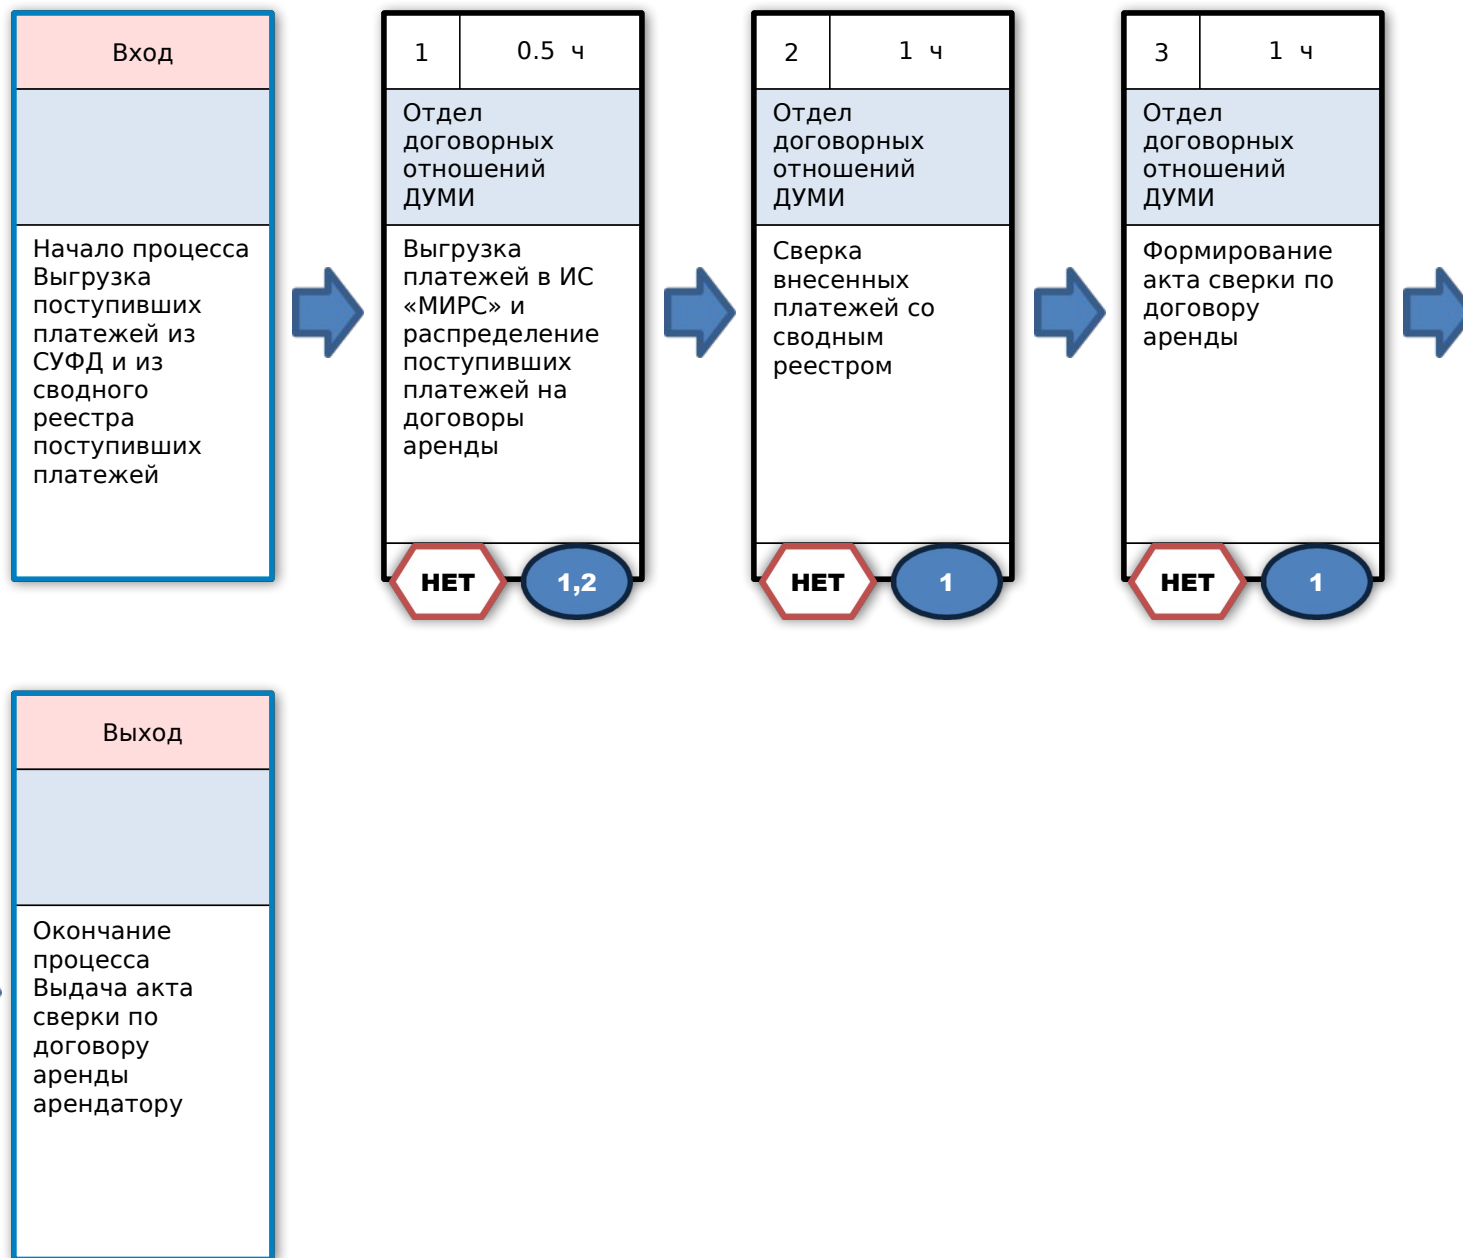 Вход
Начало процесса
Выгрузка
поступивших
платежей из
СУФД и из
сводного
реестра
поступивших
платежей
1
0.5 ч
Отдел
договорных
отношений
ДУМИ
Выгрузка
платежей в ИС
«МИРС» и
распределение
поступивших
платежей на
договоры
аренды
НЕТ
1,2
2
1 ч
Отдел
договорных
отношений
ДУМИ
Сверка
внесенных
платежей со
сводным
реестром
НЕТ
1
3
1 ч
Отдел
договорных
отношений
ДУМИ
Формирование
акта сверки по
договору
аренды
НЕТ
1
Выход
Окончание
процесса
Выдача акта
сверки по
договору
аренды
арендатору